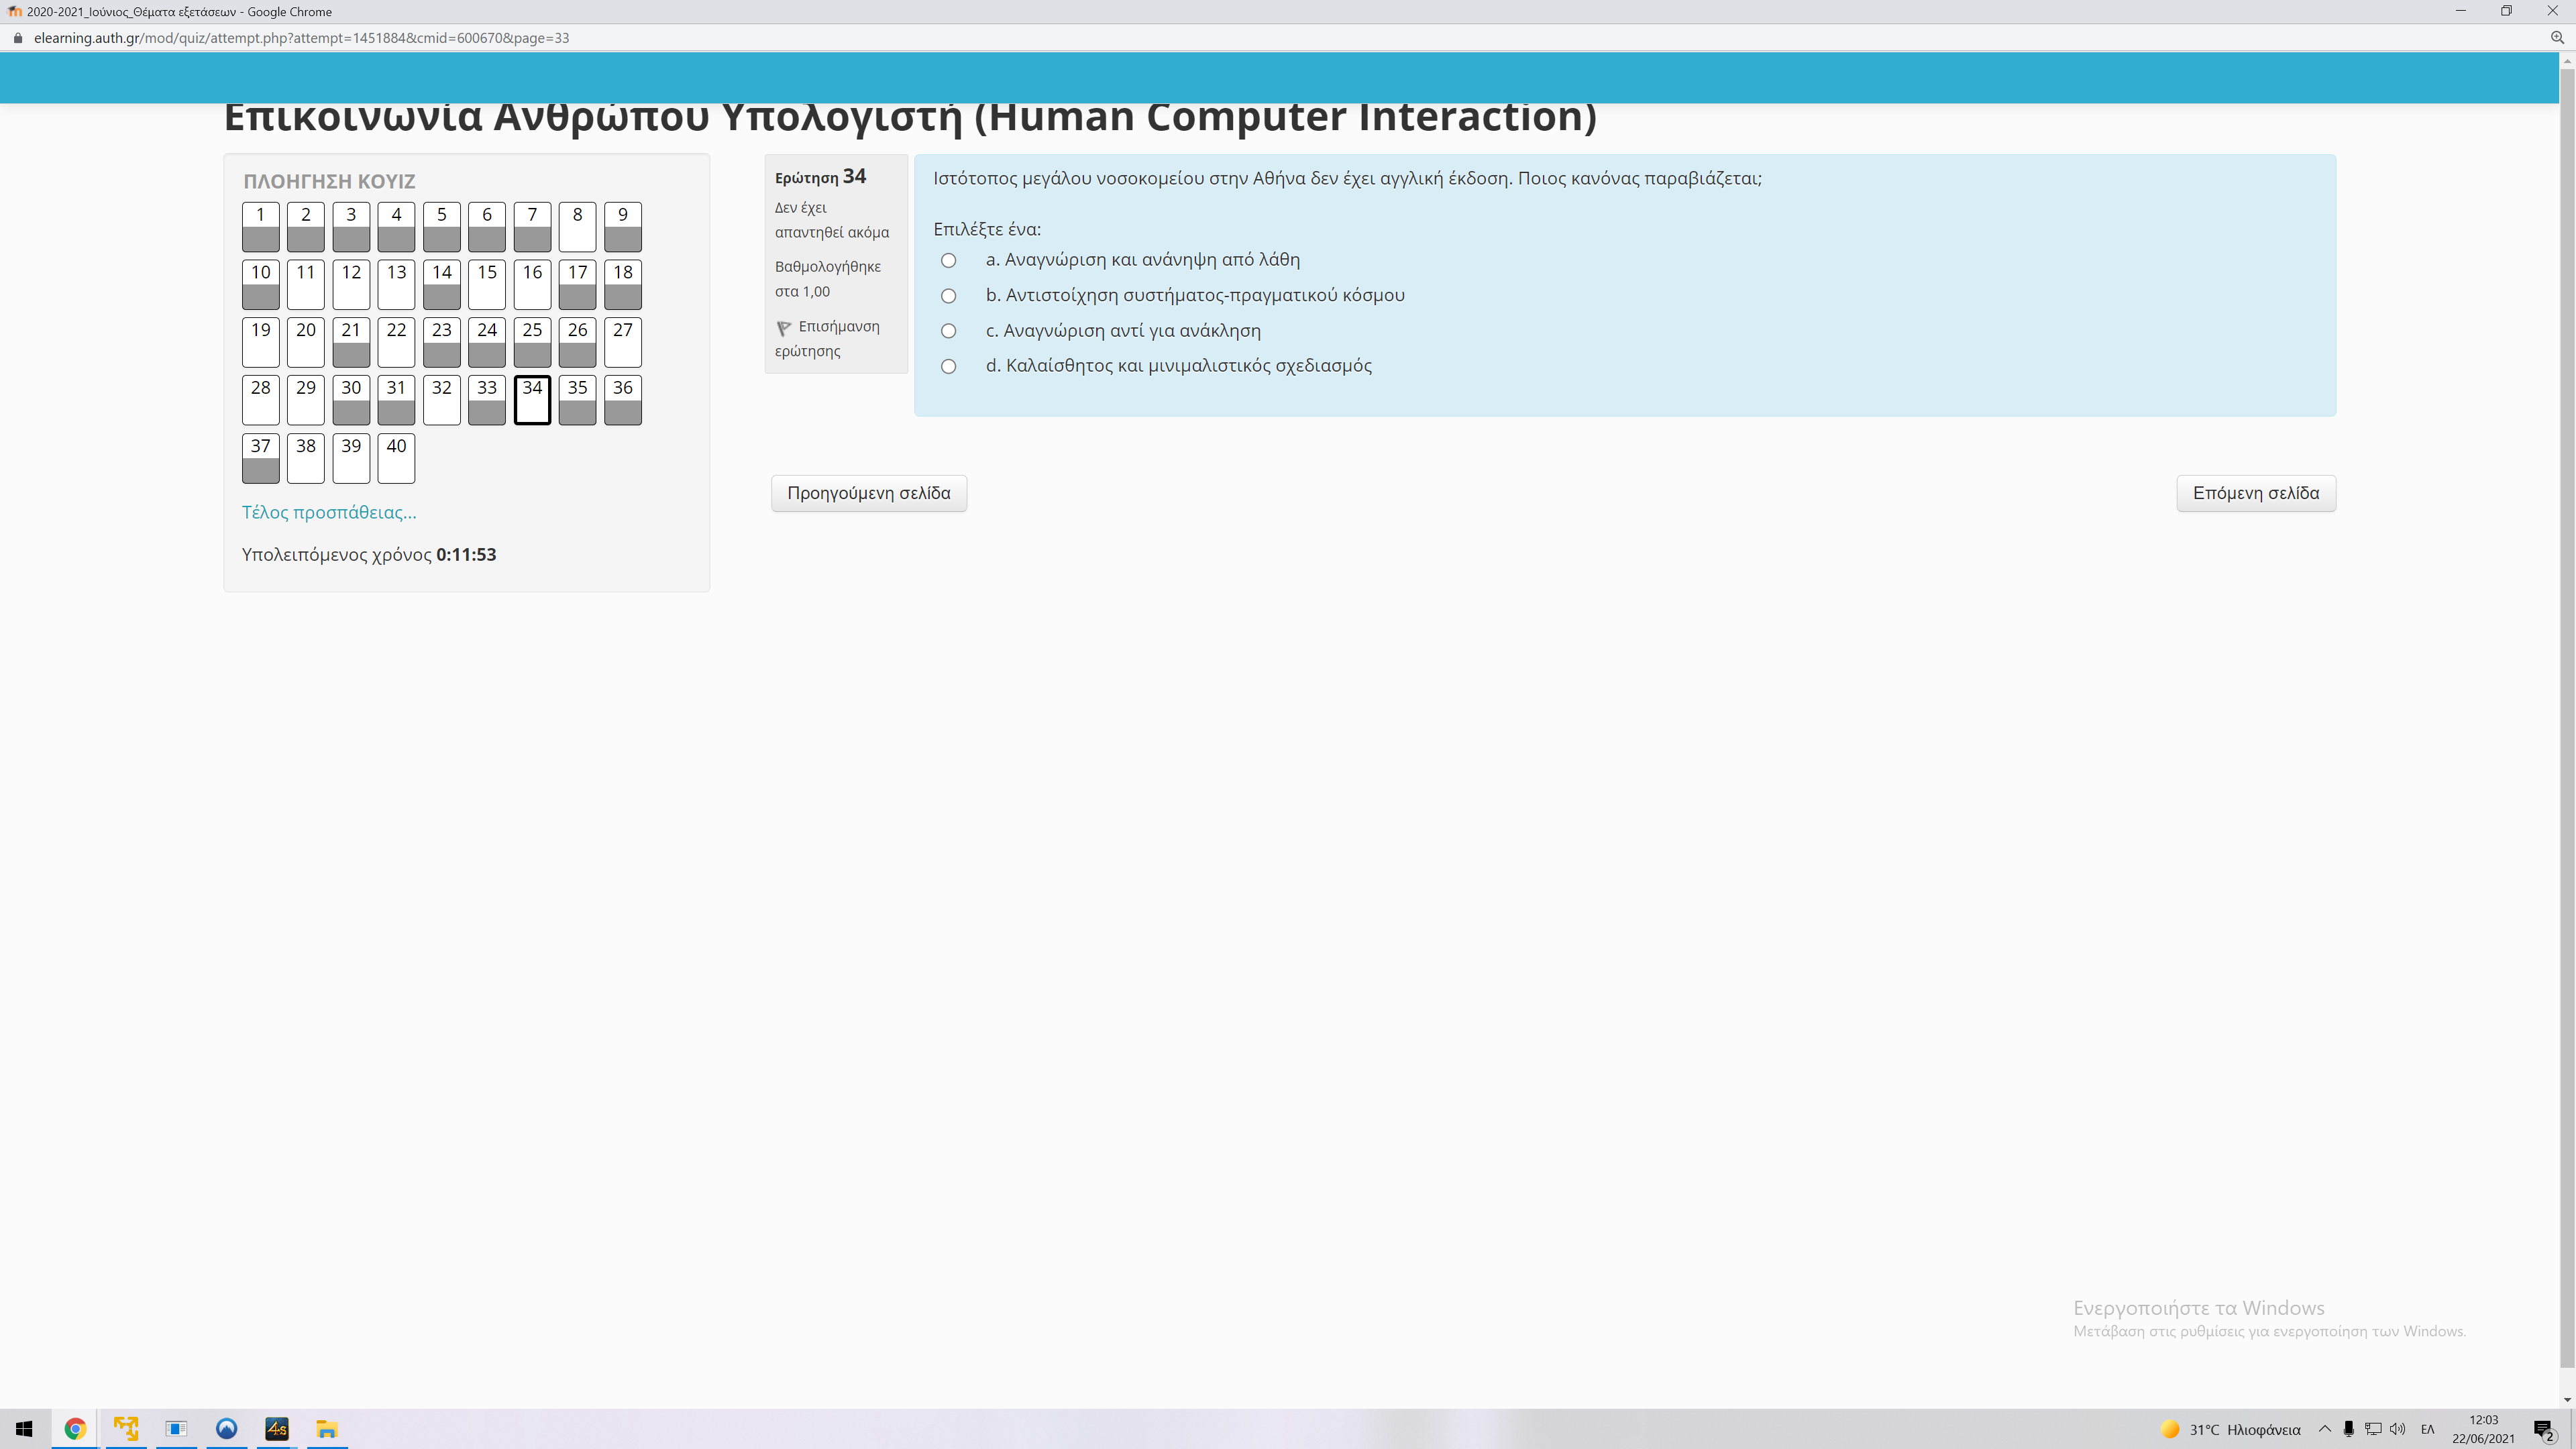 2020-2021_Ιούνιος_Θέματα εξετάσεων - Google Chrome
elearning.auth.gr/mod/quiz/attempt.php?attempt=1451884&cmid=600670&page=33
Επικοινωνία Ανθρώπου Υπολογιστή (Human Computer Interaction)
ΠΛΟΗΓΗΣΗ ΚΟΥΙΖ
1 2 3 4 5 6 7 8 9
10 11 12 13 14 15 16 17 18
19 20 21 22 23 24 25 26 27
28 29 30 31 32 33 34 35 36
37 38 39 40
Τέλος προσπάθειας...
Υπολειπόμενος χρόνος 0:11:53
Ερώτηση 34
Δεν έχει
απαντηθεί ακόμα
Βαθμολογήθηκε
στα 1,00
Επισήμανση
ερώτησης
Ιστότοπος μεγάλου νοσοκομείου στην Αθήνα δεν έχει αγγλική έκδοση. Ποιος κανόνας παραβιάζεται;
Επιλέξτε ένα:
a. Αναγνώριση και ανάνηψη από λάθη
b. Αντιστοίχηση συστήματος-πραγματικού κόσμου
c. Αναγνώριση αντί για ανάκληση
d. Καλαίσθητος και μινιμαλιστικός σχεδιασμός
Προηγούμενη σελίδα
Επόμενη σελίδα
Ενεργοποιήστε τα Windows
Μετάβαση στις ρυθμίσεις για ενεργοποίηση των Windows.
4s
31°C Ηλιοφάνεια
ΕΛ
12:03
22/06/2021
2